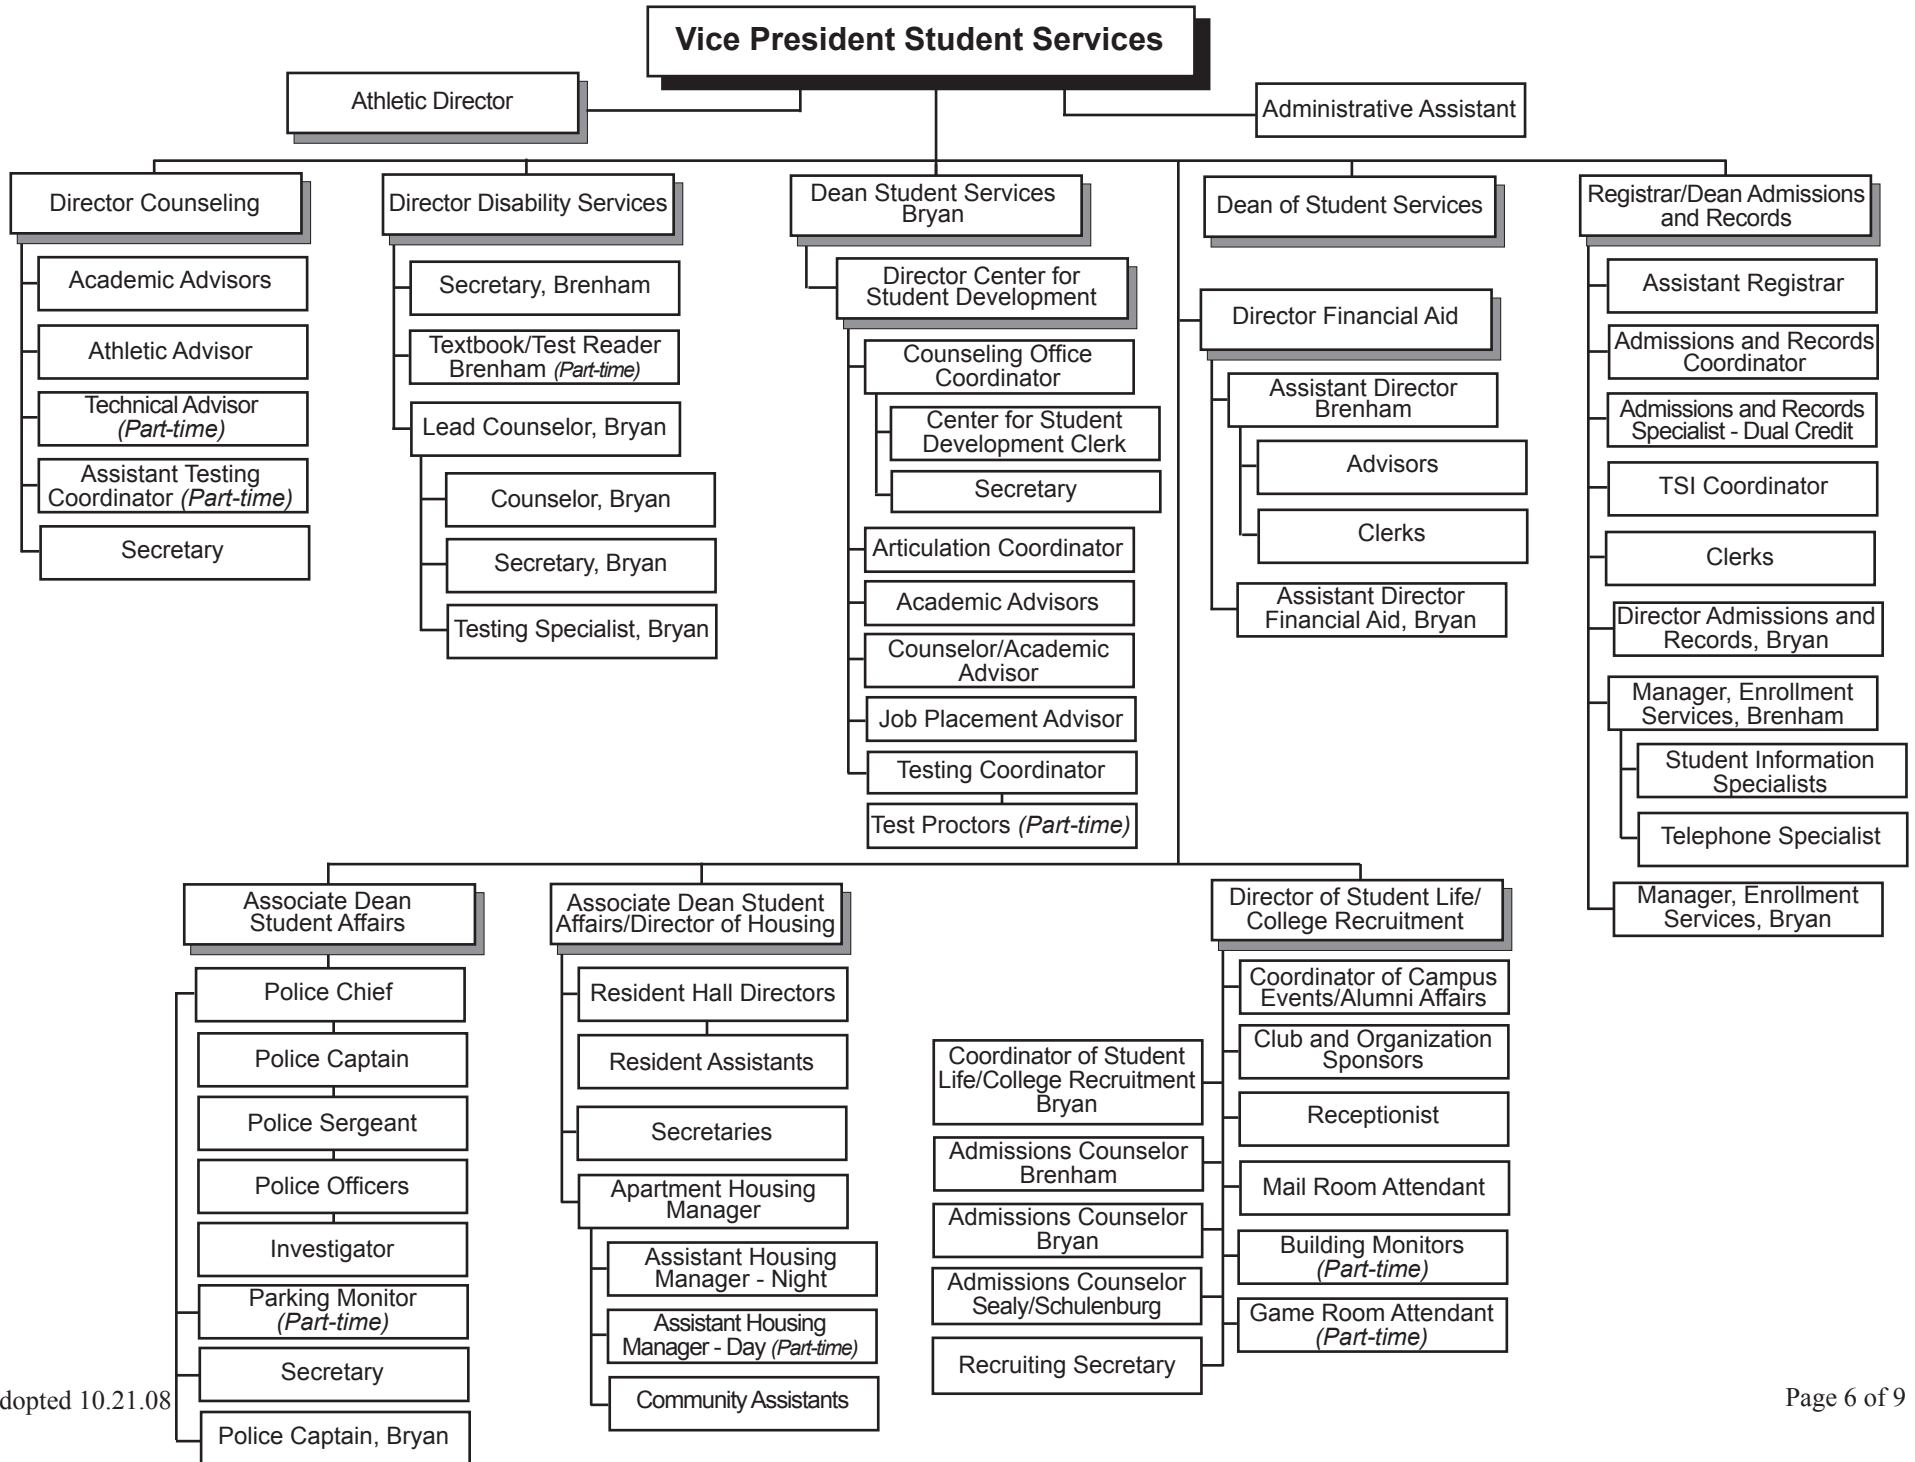 Vice President Student Services
Athletic Director
Administrative Assistant
Director Counseling
Academic Advisors
Athletic Advisor
Technical Advisor
(Part-time)
Assistant Testing
Coordinator (Part-time)
Secretary
Director Disability Services
Secretary, Brenham
Textbook/Test Reader
Brenham (Part-time)
Lead Counselor, Bryan
Counselor, Bryan
Secretary, Bryan
Testing Specialist, Bryan
Dean Student Services
Bryan
Director Center for
Student Development
Counseling Office
Coordinator
Center for Student
Development Clerk
Secretary
Articulation Coordinator
Academic Advisors
Counselor/Academic
Advisor
Job Placement Advisor
Testing Coordinator
Test Proctors (Part-time)
Dean of Student Services
Director Financial Aid
Assistant Director
Brenham
Advisors
Clerks
Assistant Director
Financial Aid, Bryan
Registrar/Dean Admissions
and Records
Assistant Registrar
Admissions and Records
Coordinator
Admissions and Records
Specialist - Dual Credit
TSI Coordinator
Clerks
Director Admissions and
Records, Bryan
Manager, Enrollment
Services, Brenham
Student Information
Specialists
Telephone Specialist
Manager, Enrollment
Services, Bryan
Associate Dean
Student Affairs
Police Chief
Police Captain
Police Sergeant
Police Officers
Investigator
Parking Monitor
(Part-time)
Secretary
Police Captain, Bryan
Associate Dean Student
Affairs/Director of Housing
Resident Hall Directors
Resident Assistants
Secretaries
Apartment Housing
Manager
Assistant Housing
Manager - Night
Assistant Housing
Manager - Day (Part-time)
Community Assistants
Director of Student Life/
College Recruitment
Coordinator of Student
Life/College Recruitment
Bryan
Admissions Counselor
Brenham
Admissions Counselor
Bryan
Admissions Counselor
Sealy/Schulenburg
Recruiting Secretary
Coordinator of Campus
Events/Alumni Affairs
Club and Organization
Sponsors
Receptionist
Mail Room Attendant
Building Monitors
(Part-time)
Game Room Attendant
(Part-time)
dopted 10.21.08
Page 6 of 9